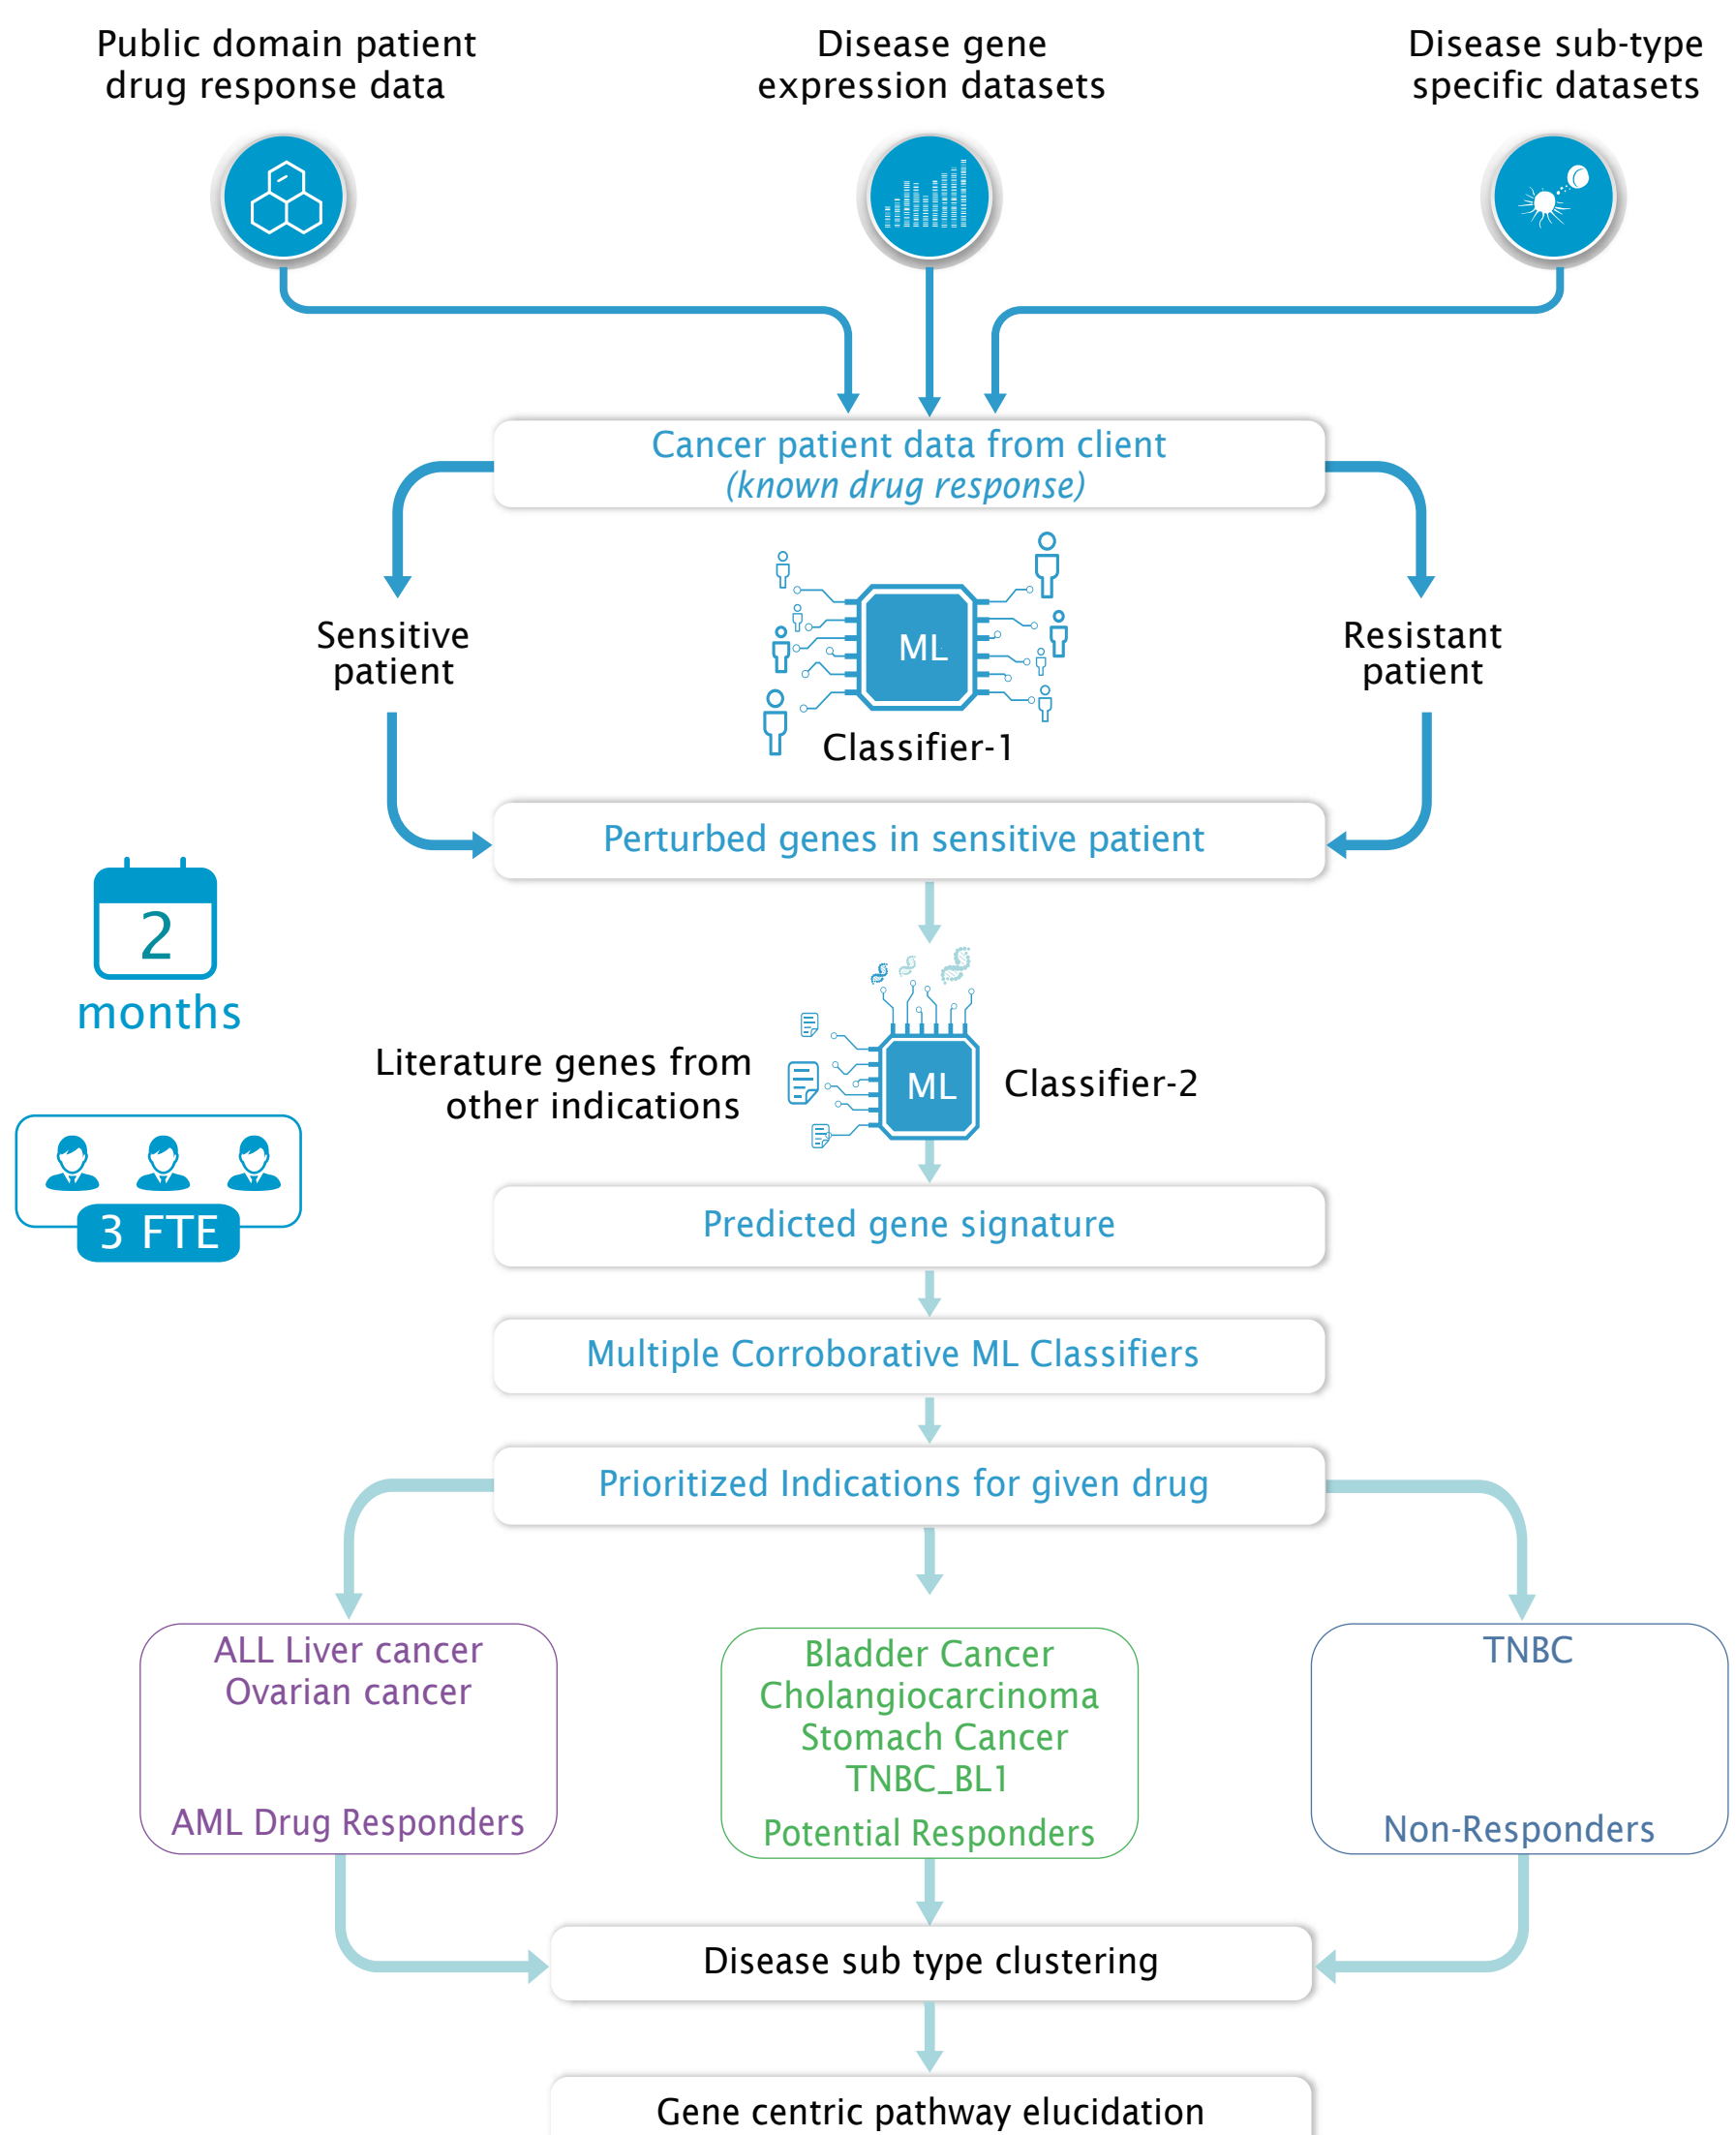 Public domain patient
drug response data
Disease gene
expression datasets
Disease sub-type
specific datasets
Cancer patient data from client
(known drug response)
Sensitive
patient
ML
Classifier-1
Resistant
patient
Perturbed genes in sensitive patient
2
months
Literature genes from
other indications
ML
Classifier-2
3 FTE
Predicted gene signature
Multiple Corroborative ML Classifiers
Prioritized Indications for given drug
ALL Liver cancer
Ovarian cancer
AML Drug Responders
Bladder Cancer
Cholangiocarcinoma
Stomach Cancer
TNBC_BL1
Potential Responders
TNBC
Non-Responders
Disease sub type clustering
Gene centric pathway elucidation